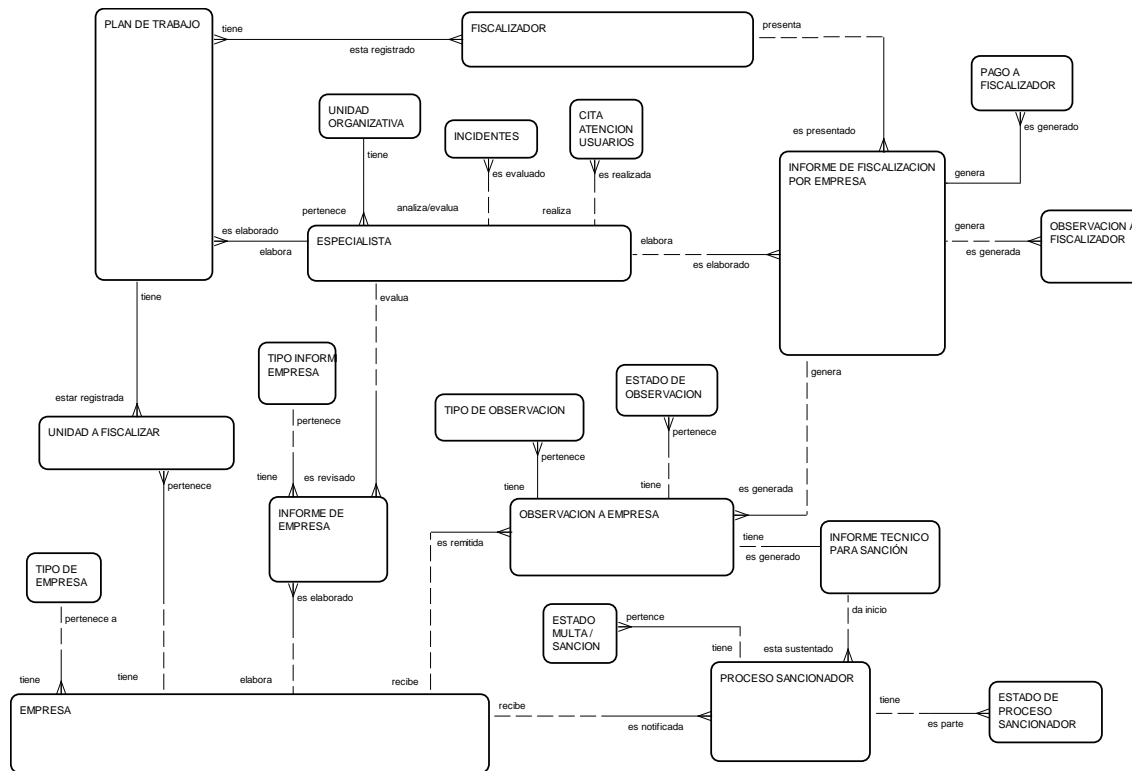 PLAN DE TRABAJO
tiene
esta registrado
FISCALIZADOR
presenta
PAGO A
FISCALIZADOR
es generado
UNIDAD
ORGANIZATIVA
tiene
INCIDENTES
es evaluado
CITA
ATENCION
USUARIOS
es realizada
es presentado
INFORME DE FISCALIZACION
POR EMPRESA
genera
pertenece
analiza/evalua
realiza
es elaborado
elabora
ESPECIALISTA
elabora
es elaborado
genera
es generada
OBSERVACION A
FISCALIZADOR
tiene
evalua
TIPO INFORM
EMPRESA
pertenece
genera
ESTADO DE
OBSERVACION
pertenece
TIPO DE OBSERVACION
pertenece
estar registrada
UNIDAD A FISCALIZAR
pertenece
tiene
es revisado
INFORME DE
EMPRESA
es elaborado
tiene
tiene
es generada
OBSERVACION A EMPRESA
es remitida
tiene
es generado
INFORME TECNICO
PARA SANCIÓN
da inicio
TIPO DE
EMPRESA
pertenece a
ESTADO
MULTA /
SANCION
pertence
tiene
esta sustentado
PROCESO SANCIONADOR
tiene
tiene
elabora
recibe
EMPRESA
recibe
es notificada
tiene
es parte
ESTADO DE
PROCESO
SANCIONADOR